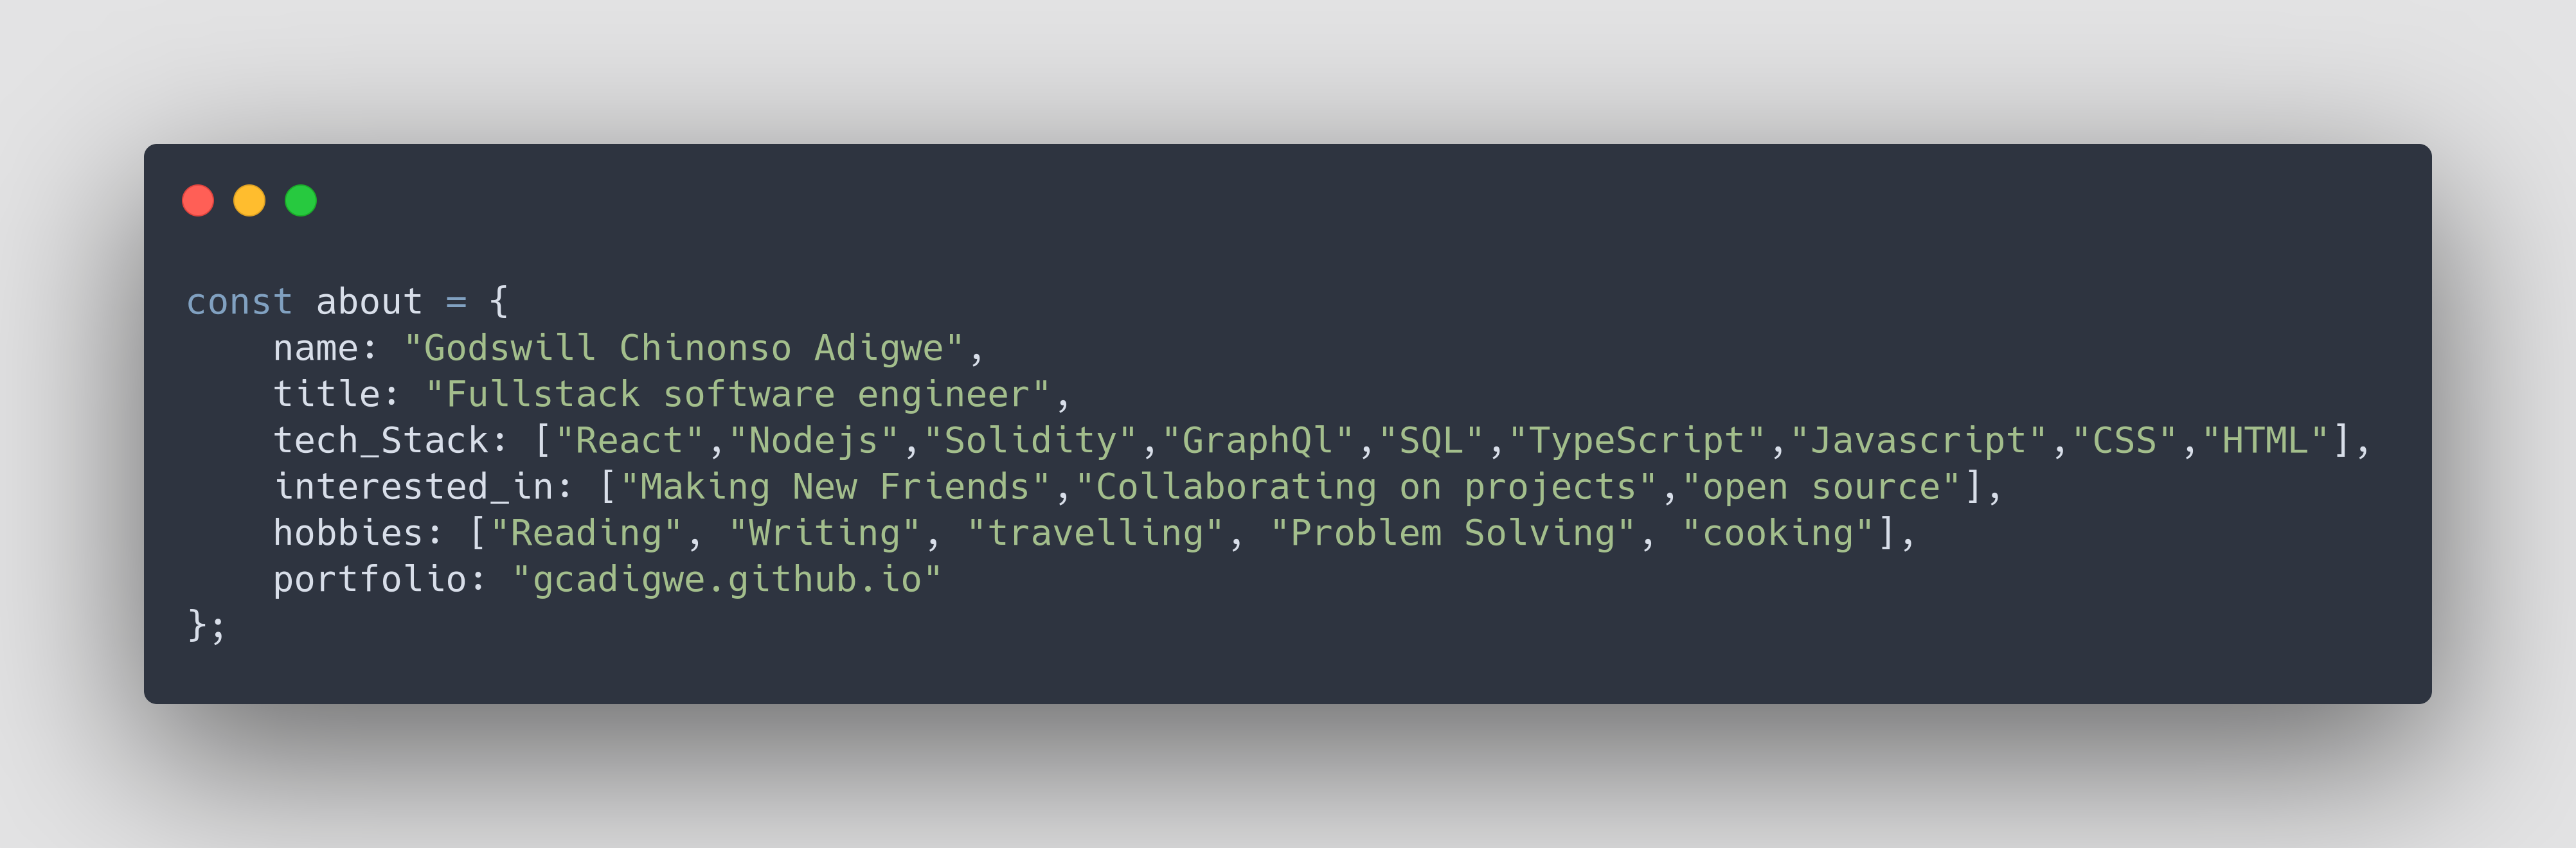 const about = {
    name: "Godswill Chinonso Adigwe",
    title: "Fullstack software engineer",
    tech_Stack: ["React","Nodejs","Solidity","GraphQl","SQL","TypeScript","Javascript","CSS","HTML"],
    interested_in: ["Making New Friends","Collaborating on projects","open source"],
    hobbies: ["Reading", "Writing", "travelling", "Problem Solving", "cooking"],
    portfolio: "gcadigwe.github.io"
};